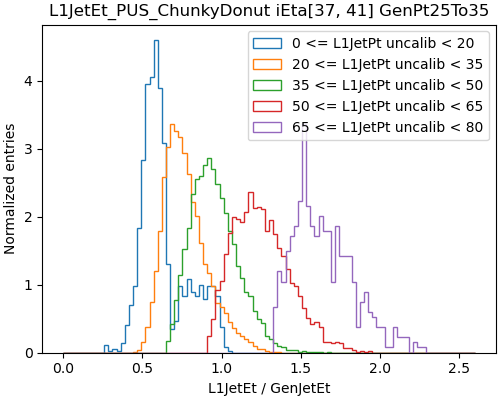 L1JetEt_PUS_ChunkyDonut iEta[37, 41] GenPt25To35
0 <= L1JetPt uncalib < 20
20 <= L1JetPt uncalib < 35
35 <= L1JetPt uncalib < 50
50 <= L1JetPt uncalib < 65
65 <= L1JetPt uncalib < 80
Normalized entries
4
3
2
1
0
0.0 0.5 1.0 1.5 2.0 2.5
L1JetEt / GenJetEt